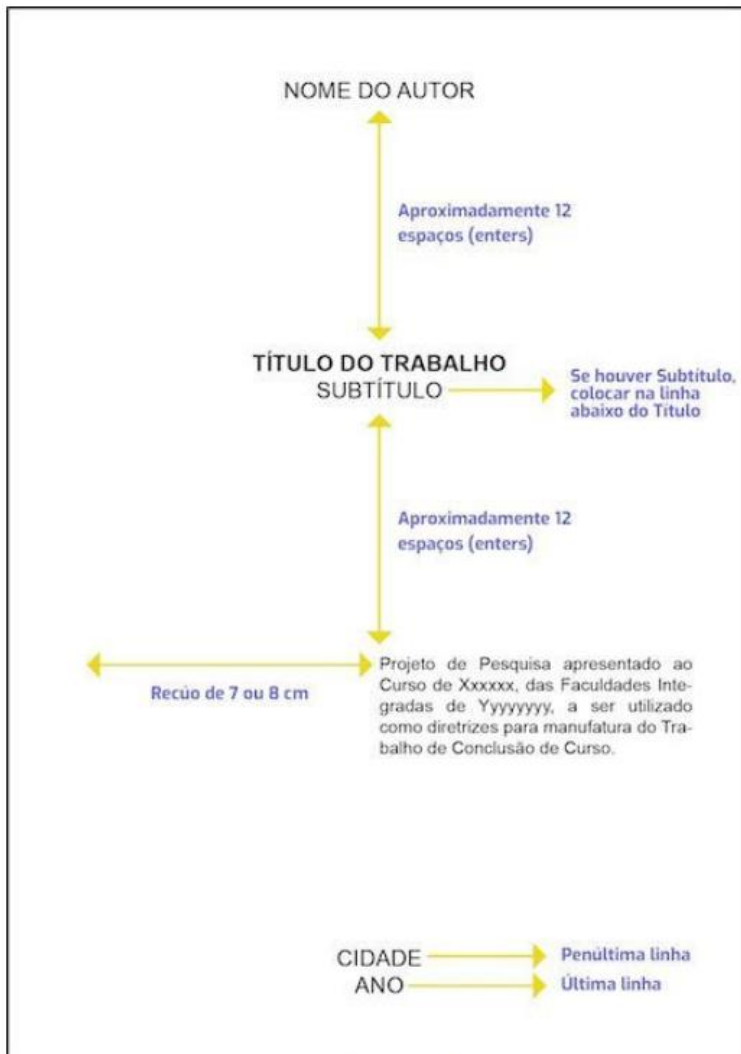 NOME DO AUTOR
Aproximadamente 12
espaços (enters)
TÍTULO DO TRABALHO
SUBTÍTULO
Se houver Subtítulo,
colocar na linha
abaixo do Título
Aproximadamente 12
espaços (enters)
Recúo de 7 ou 8 cm
Projeto de Pesquisa apresentado ao
Curso de Xxxxxx, das Faculdades Inte-
gradas de Yyyyyyyy, a ser utilizado
como diretrizes para manufatura do Tra-
balho de Conclusão de Curso.
CIDADE
Penúltima linha
ANO
Última linha